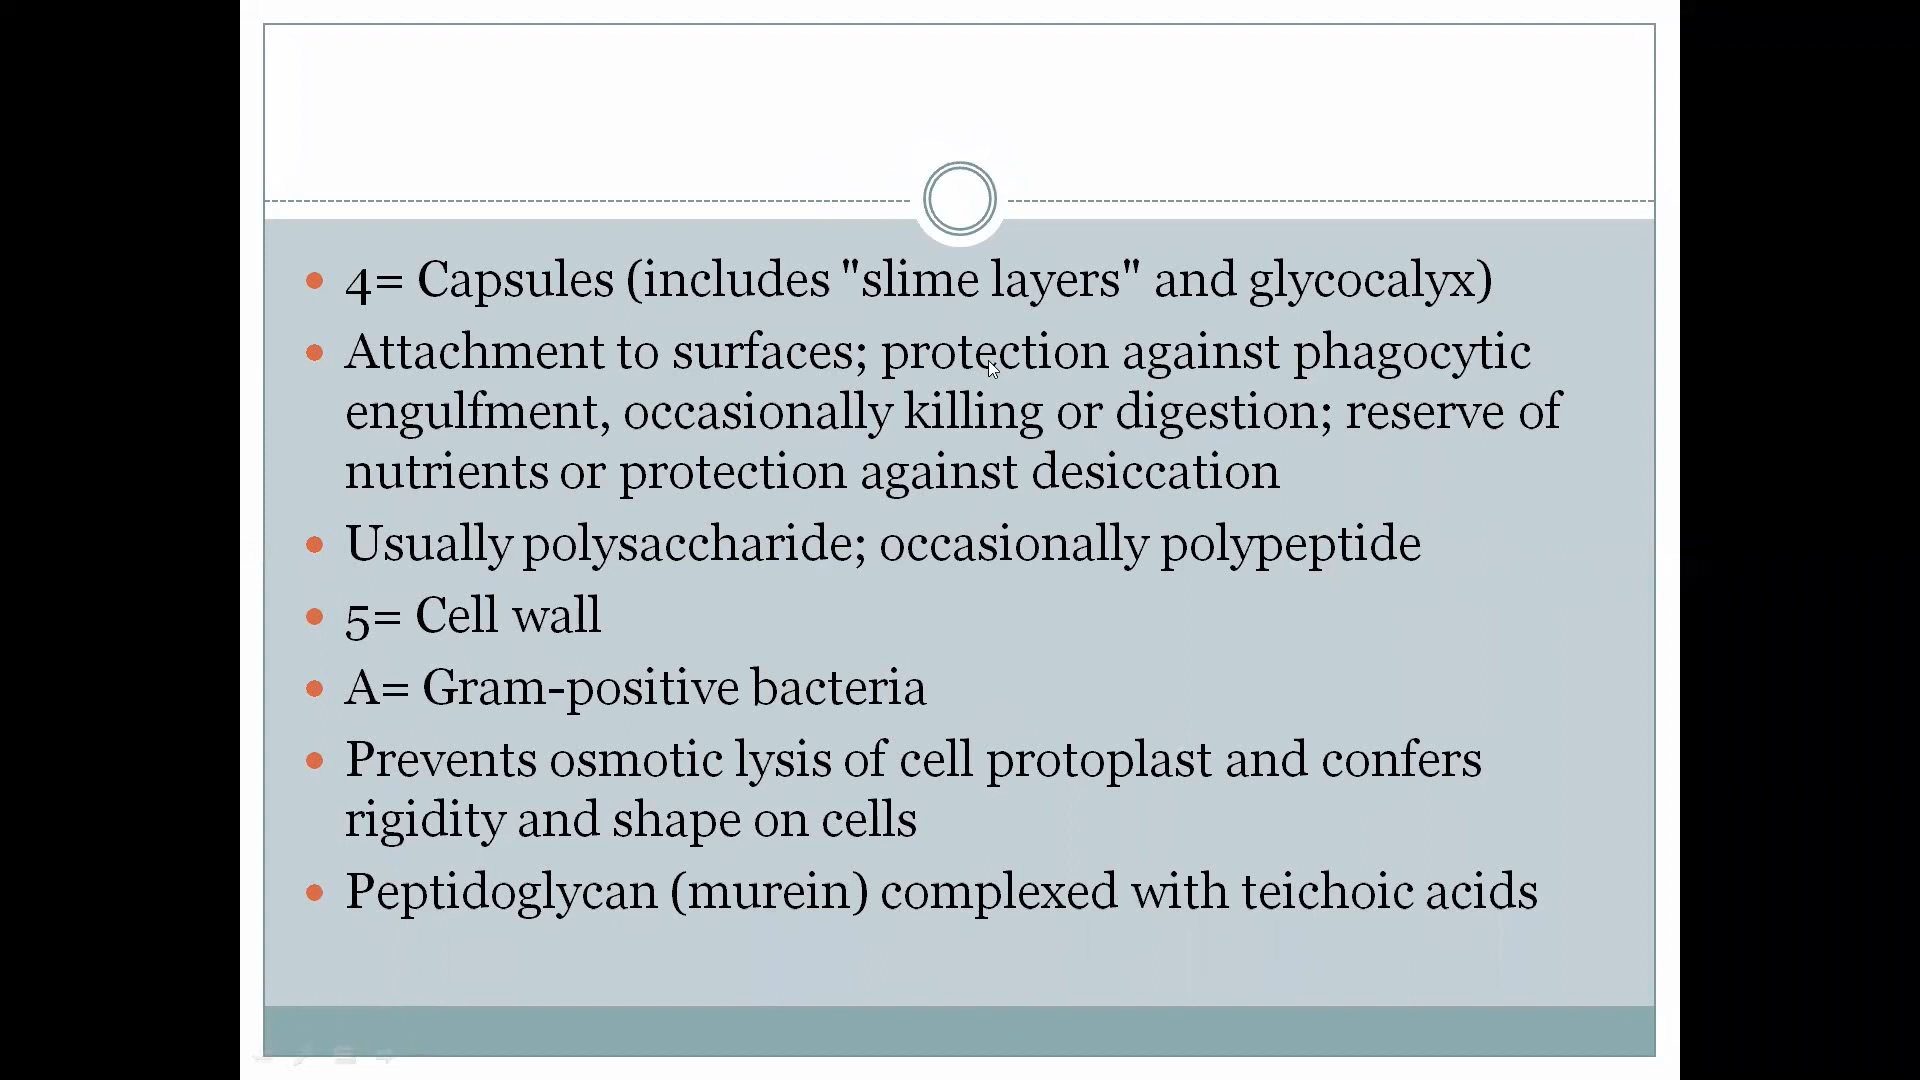 4= Capsules (includes "slime layers" and glycocalyx)
Attachment to surfaces; protection against phagocytic
engulfment, occasionally killing or digestion; reserve of
nutrients or protection against desiccation
Usually polysaccharide; occasionally polypeptide
5= Cell wall
A= Gram-positive bacteria
Prevents osmotic lysis of cell protoplast and confers
rigidity and shape on cells
Peptidoglycan (murein) complexed with teichoic acids